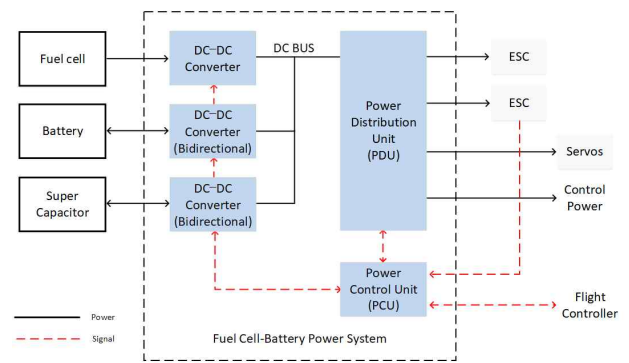 Fuel cell
DC-DC
Converter
DC BUS
ESC
Battery
DC-DC
Converter
(Bidirectional)
Power
Distribution
Unit
(PDU)
ESC
Super
Capacitor
DC-DC
Converter
(Bidirectional)
Servos
Control
Power
Power
Control Unit
(PCU)
Flight
Controller
Power
Signal
Fuel Cell-Battery Power System